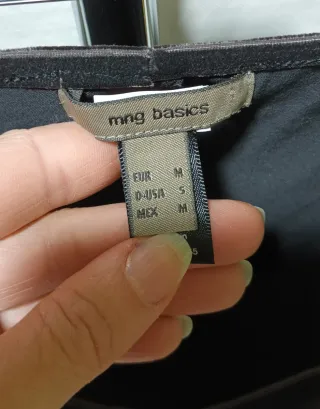 mng basics
EUR M
D-USA S
MEX M